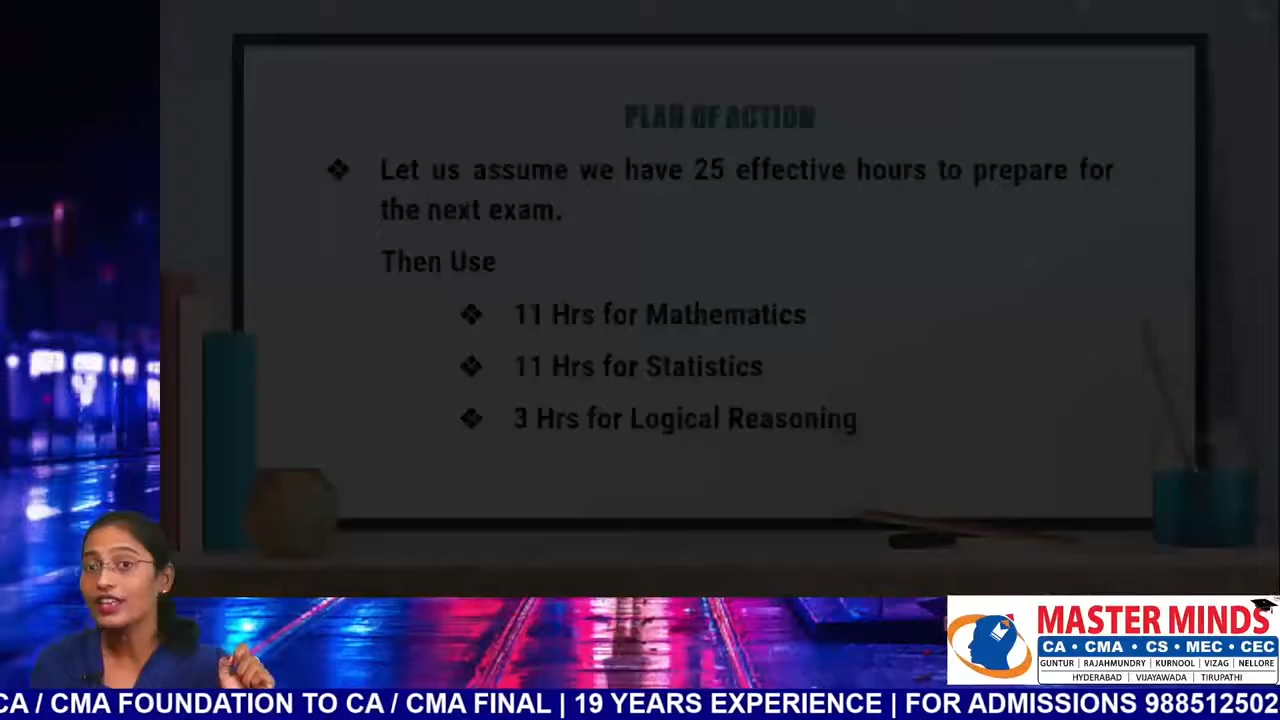 PLAN OF ACTION
❖ Let us assume we have 25 effective hours to prepare for
the next exam.
Then Use
❖ 11 Hrs for Mathematics
❖ 11 Hrs for Statistics
❖ 3 Hrs for Logical Reasoning
MASTER MINDS
CA • CMA • CS • MEC • CEC
GUNTUR | RAJAHMUNDRY | KURNOOL | VIZAG | NELLORE
HYDERABAD | VIJAYAWADA | TIRUPATHI
CA / CMA FOUNDATION TO CA / CMA FINAL | 19 YEARS EXPERIENCE | FOR ADMISSIONS 988512502